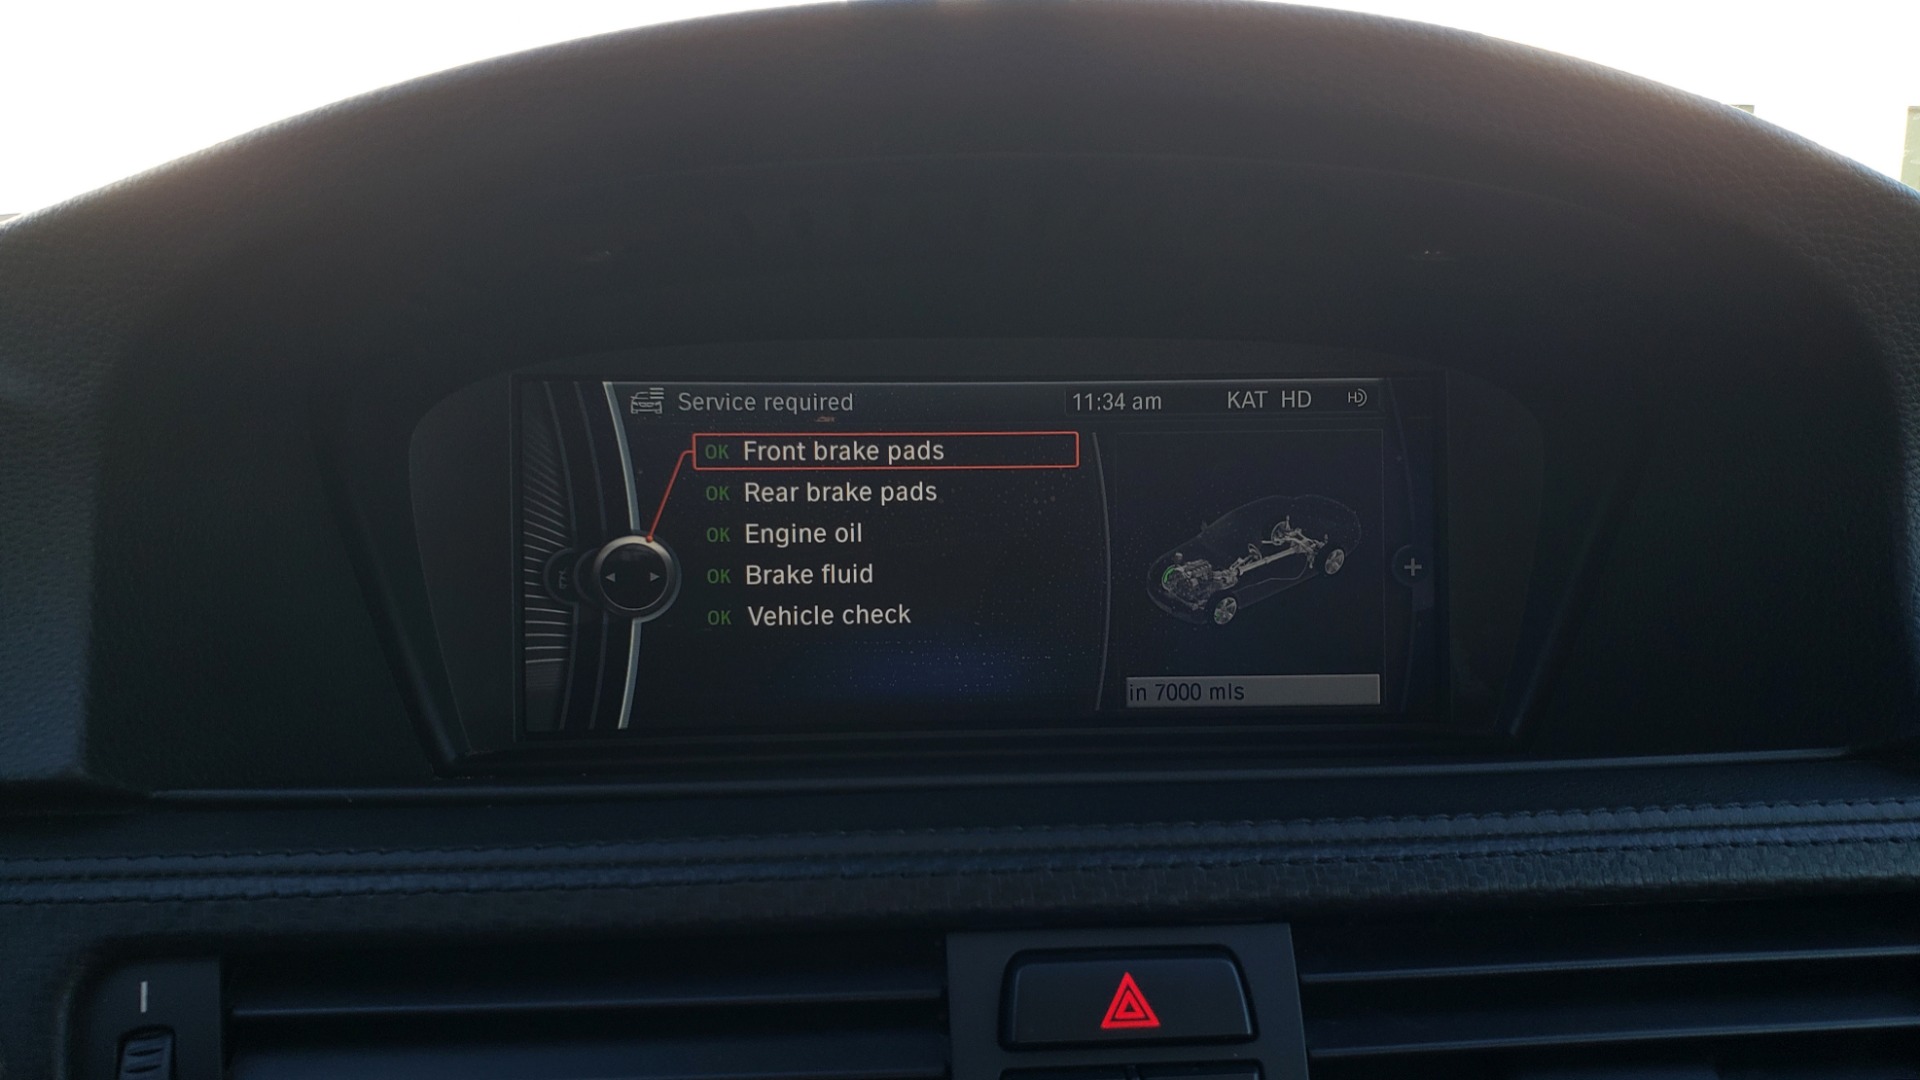 Service required 11:34 am KAT HD HD
OK Front brake pads
OK Rear brake pads
OK Engine oil
OK Brake fluid
OK Vehicle check
in 7000 mls